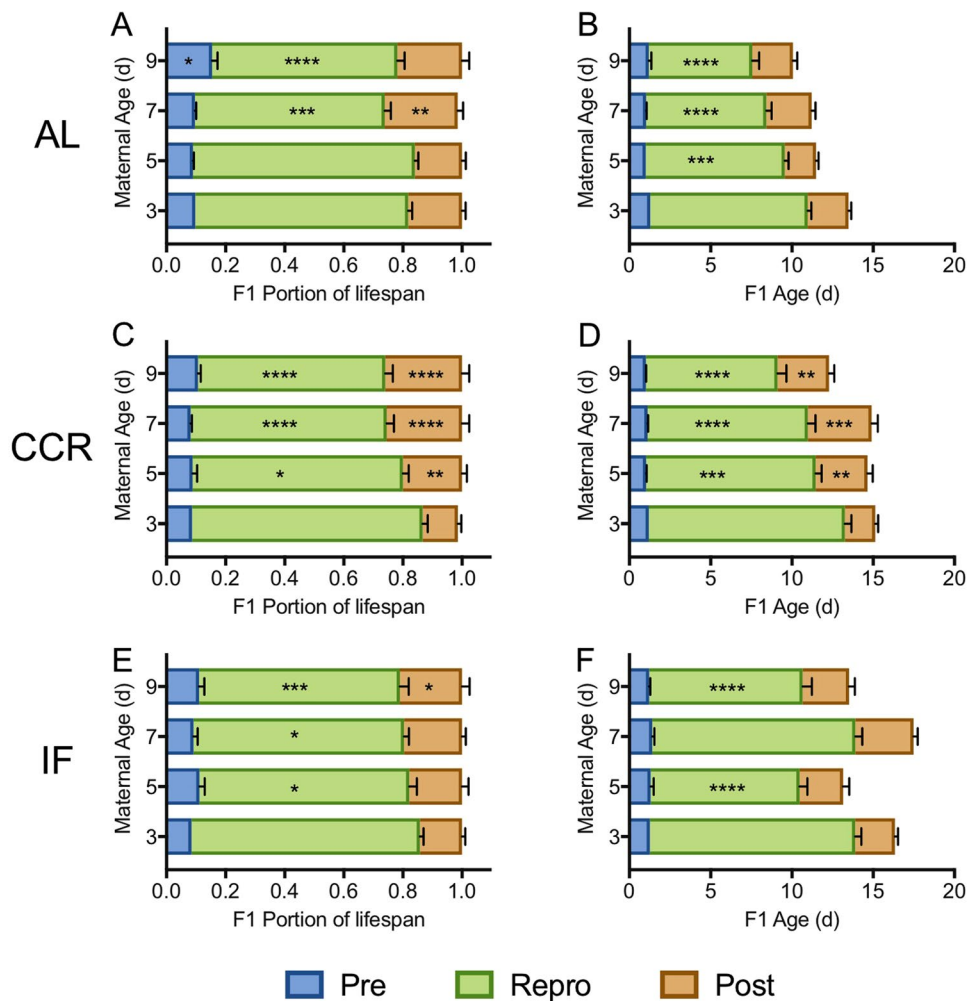 A
B
AL
Maternal Age (d)
9
*
****
7
***
**
5
3
0.0 0.2 0.4 0.6 0.8 1.0
F1 Portion of lifespan
Maternal Age (d)
9
****
7
****
5
***
3
0 5 10 15 20
F1 Age (d)
C
D
CCR
Maternal Age (d)
9
****
****
7
****
****
5
*
**
3
0.0 0.2 0.4 0.6 0.8 1.0
F1 Portion of lifespan
Maternal Age (d)
9
****
**
7
****
***
5
***
**
3
0 5 10 15 20
F1 Age (d)
E
F
IF
Maternal Age (d)
9
***
*
7
*
5
*
3
0.0 0.2 0.4 0.6 0.8 1.0
F1 Portion of lifespan
Maternal Age (d)
9
****
7
5
****
3
0 5 10 15 20
F1 Age (d)
Pre Repro Post